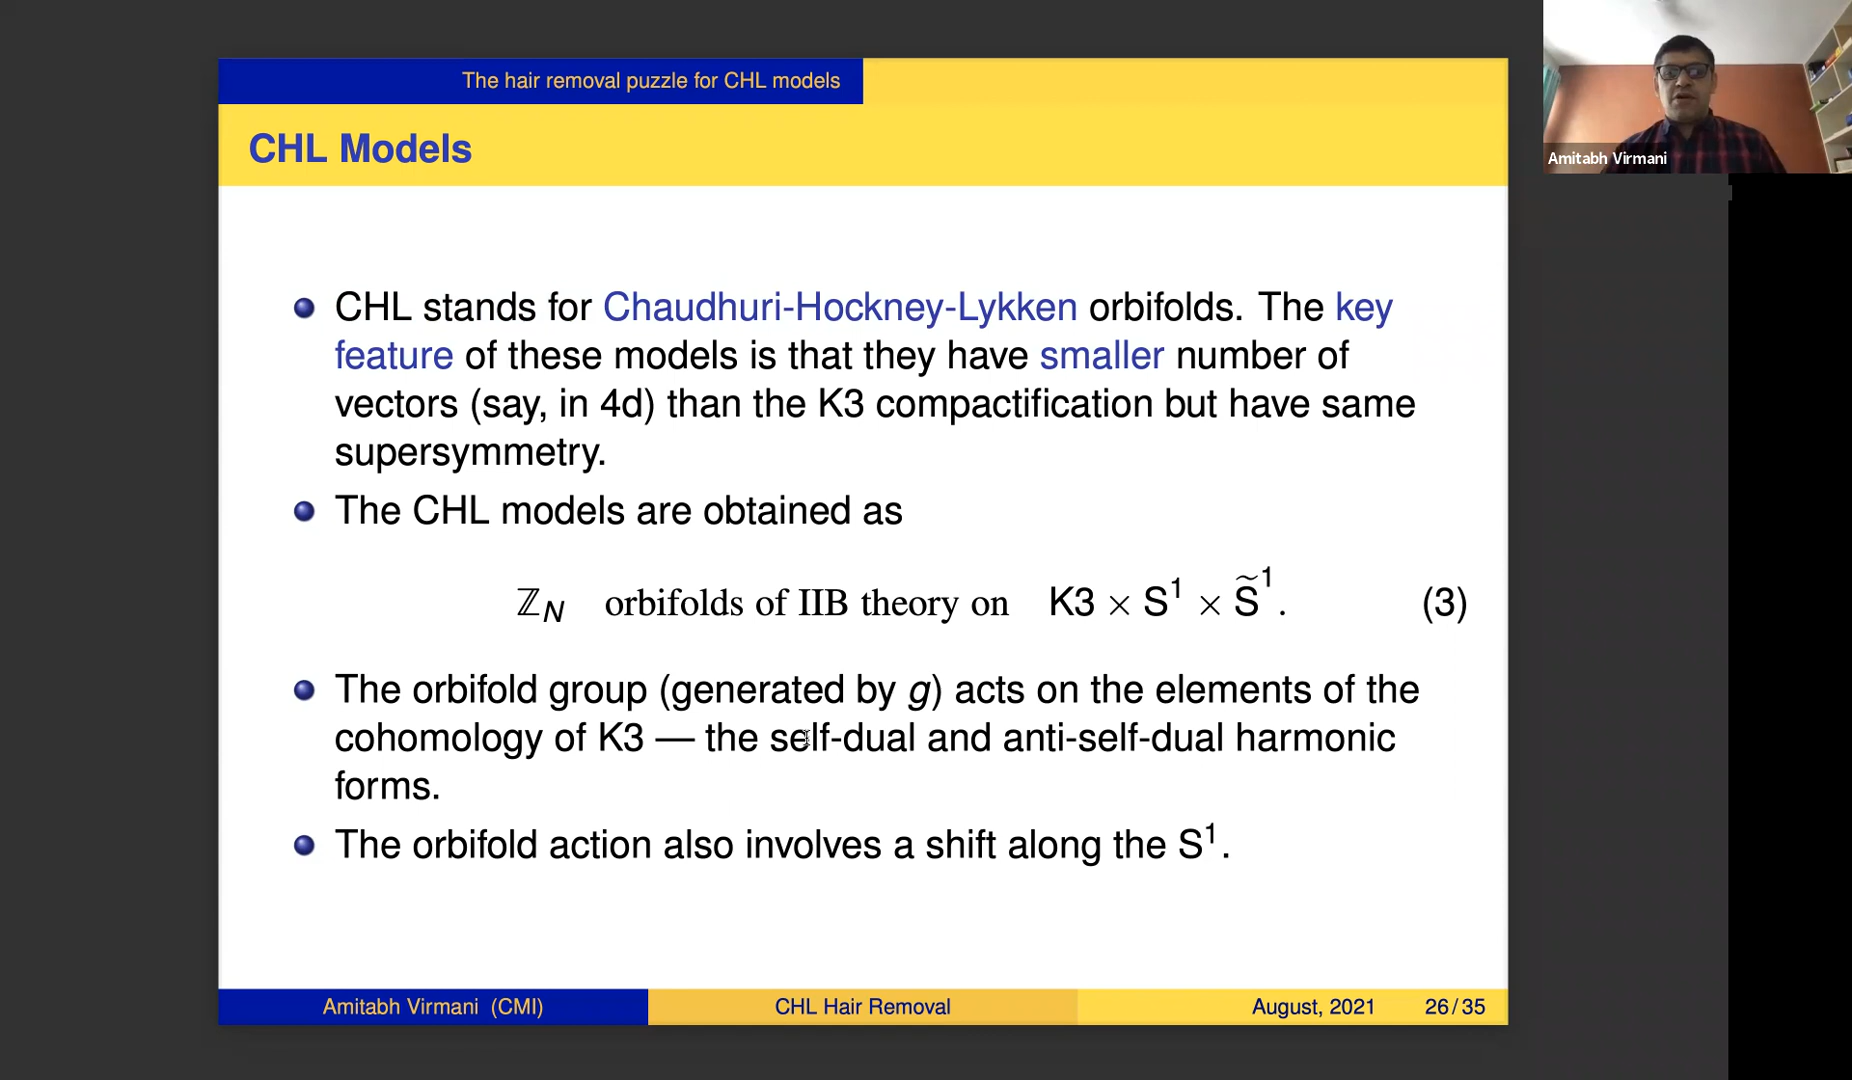 The hair removal puzzle for CHL models
CHL Models
CHL stands for Chaudhuri-Hockney-Lykken orbifolds. The key
feature of these models is that they have smaller number of
vectors (say, in 4d) than the K3 compactification but have same
supersymmetry.
The CHL models are obtained as
ℤ_N orbifolds of IIB theory on K3 × S¹ × S̃¹. (3)
The orbifold group (generated by g) acts on the elements of the
cohomology of K3 — the self-dual and anti-self-dual harmonic
forms.
The orbifold action also involves a shift along the S¹.
Amitabh Virmani (CMI) CHL Hair Removal August, 2021 26/35
Amitabh Virmani